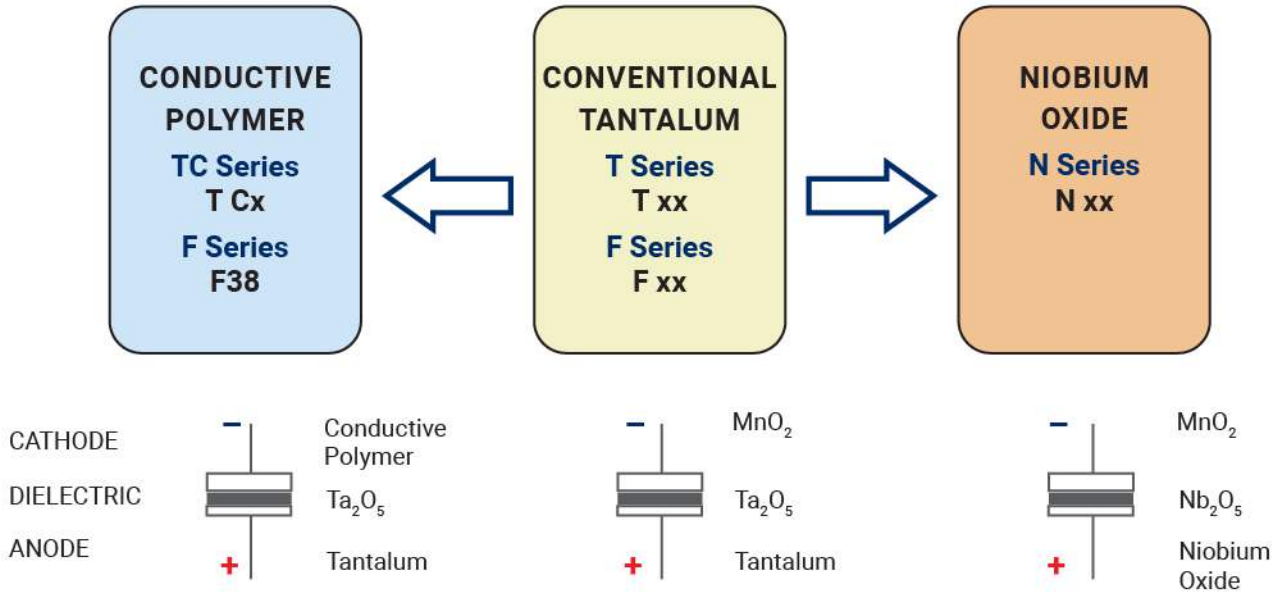 CONDUCTIVE
POLYMER
TC Series
T Cx
F Series
F38
CONVENTIONAL
TANTALUM
T Series
T xx
F Series
F xx
NIOBIUM
OXIDE
N Series
N xx
CATHODE
DIELECTRIC
ANODE
−
Conductive
Polymer
Ta₂O₅
+
Tantalum
−
MnO₂
Ta₂O₅
+
Tantalum
−
MnO₂
Nb₂O₅
+
Niobium
Oxide